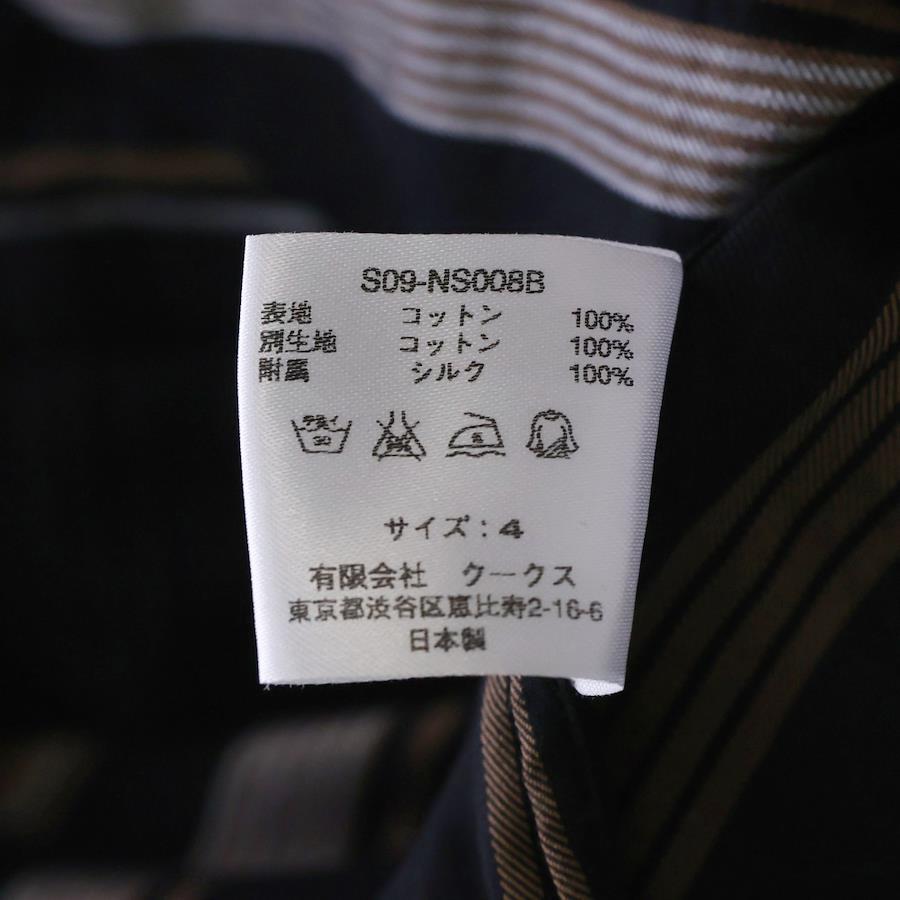 S09-NS008B
表地 コットン 100%
別生地 コットン 100%
附属 シルク 100%
サイズ：4
有限会社 クークス
東京都渋谷区恵比寿2-16-6
日本製